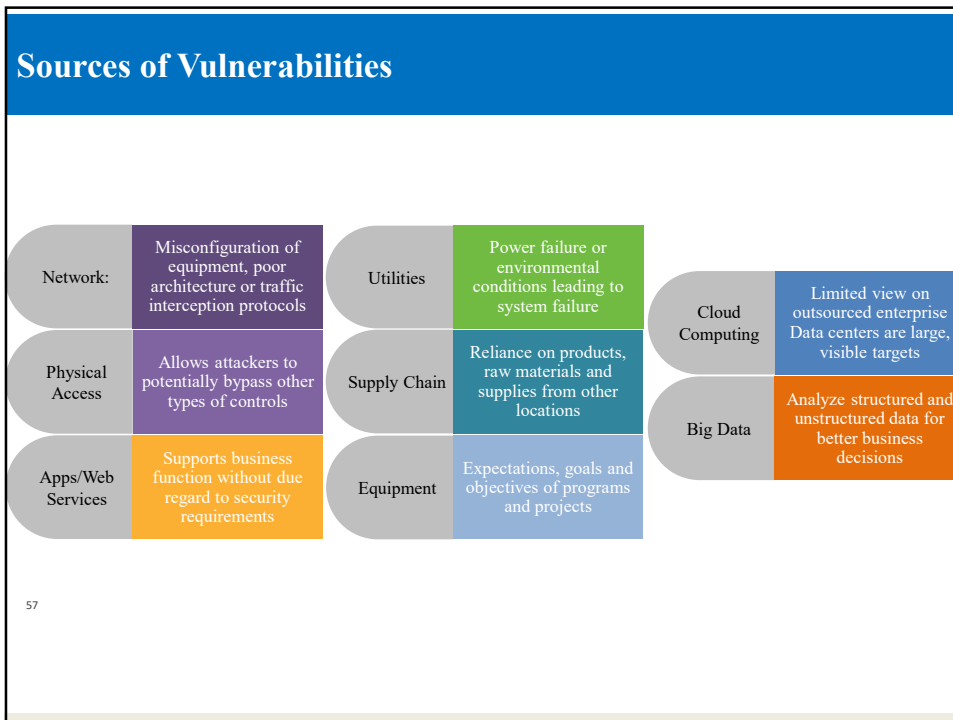 Sources of Vulnerabilities
Network:
Misconfiguration of
equipment, poor
architecture or traffic
interception protocols
Physical
Access
Allows attackers to
potentially bypass other
types of controls
Apps/Web
Services
Supports business
function without due
regard to security
requirements
Utilities
Power failure or
environmental
conditions leading to
system failure
Supply Chain
Reliance on products,
raw materials and
supplies from other
locations
Equipment
Expectations, goals and
objectives of programs
and projects
Cloud
Computing
Limited view on
outsourced enterprise
Data centers are large,
visible targets
Big Data
Analyze structured and
unstructured data for
better business
decisions
57